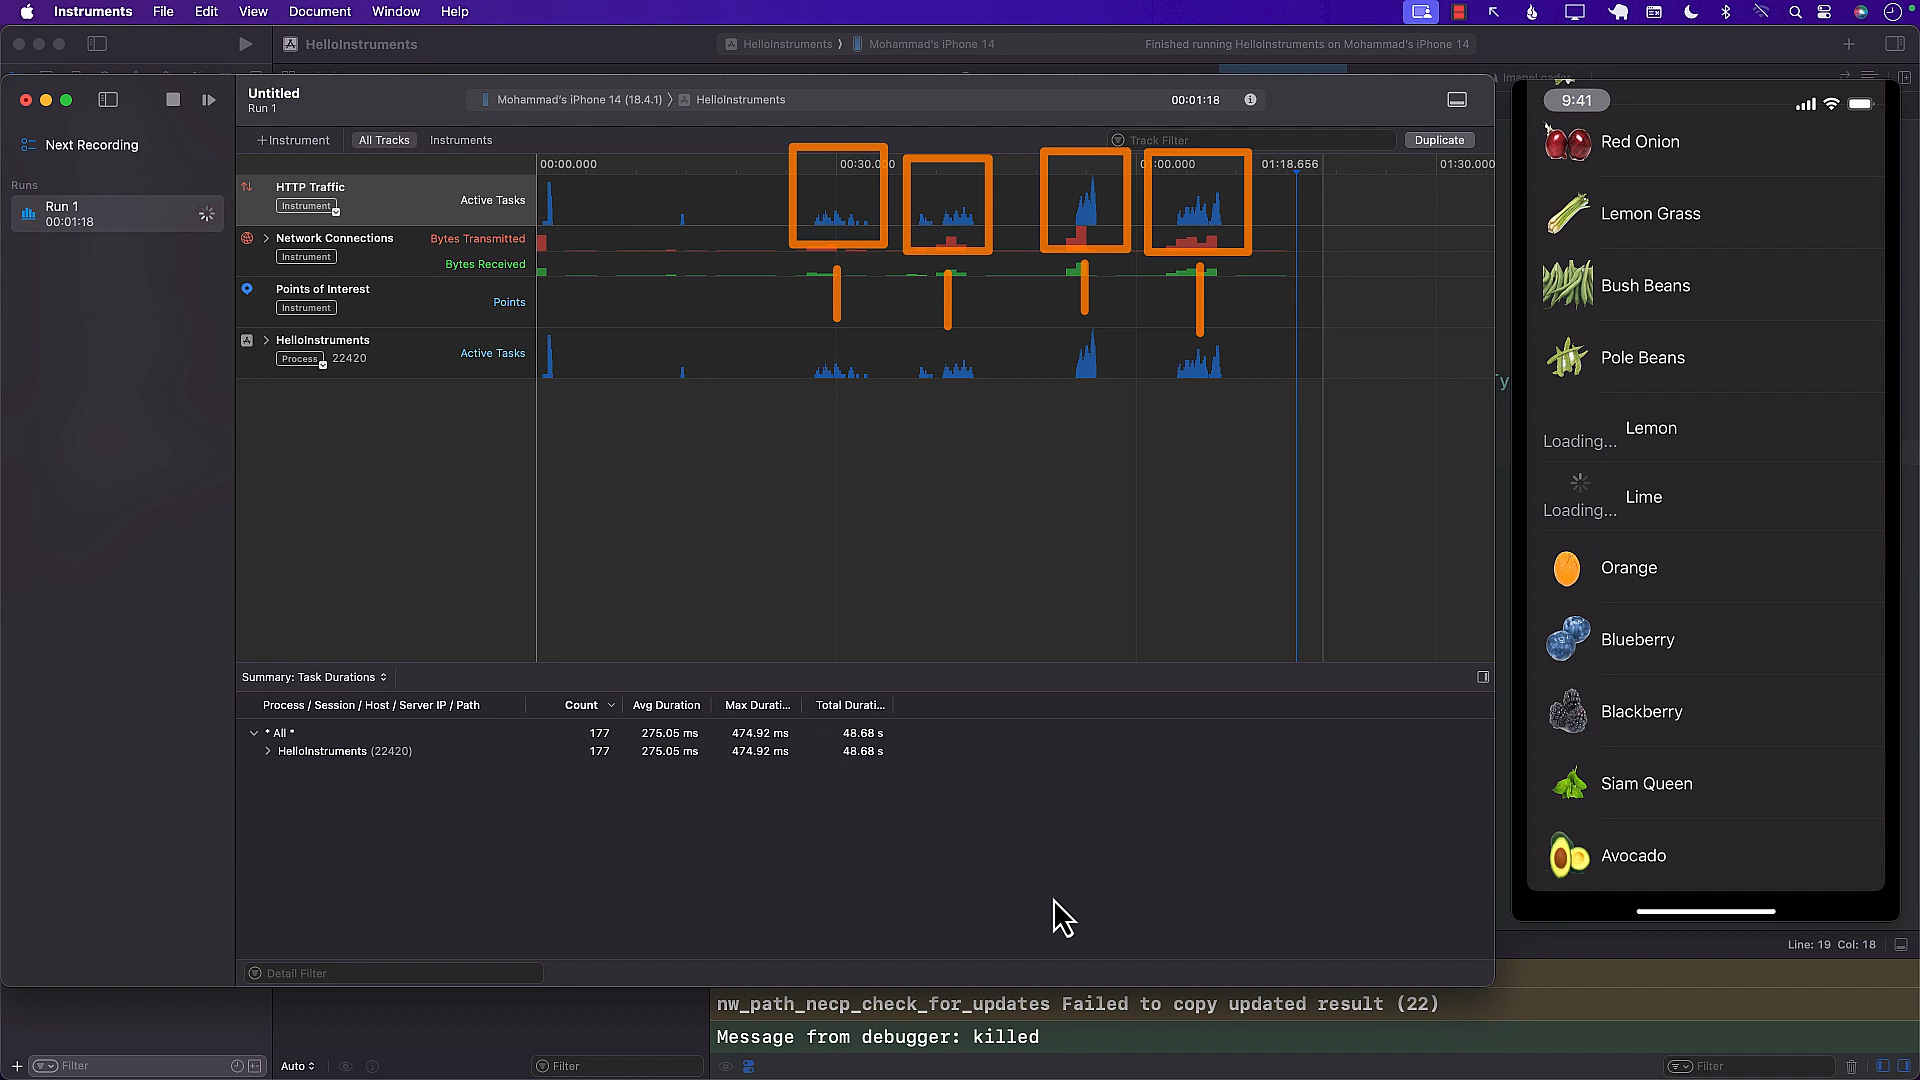 Instruments File Edit View Document Window Help
HelloInstruments
HelloInstruments Mohammad's iPhone 14 Finished running HelloInstruments on Mohammad's iPhone 14
Untitled
Run 1
Mohammad's iPhone 14 (18.4.1) HelloInstruments 00:01:18
Next Recording
Runs
Run 1
00:01:18
+ Instrument All Tracks Instruments Track Filter Duplicate
00:00.000 00:30.000 01:00.000 01:18.656 01:30.000
HTTP Traffic
Instrument
Active Tasks
Network Connections
Instrument
Bytes Transmitted
Bytes Received
Points of Interest
Instrument
Points
HelloInstruments
Process 22420
Active Tasks
Summary: Task Durations
Process / Session / Host / Server IP / Path Count Avg Duration Max Durati... Total Durati...
* All * 177 275.05 ms 474.92 ms 48.68 s
HelloInstruments (22420) 177 275.05 ms 474.92 ms 48.68 s
Detail Filter
9:41
Red Onion
Lemon Grass
Bush Beans
Pole Beans
Loading... Lemon
Loading... Lime
Orange
Blueberry
Blackberry
Siam Queen
Avocado
Line: 19 Col: 18
nw_path_necp_check_for_updates Failed to copy updated result (22)
Message from debugger: killed
Filter
Auto
Filter
Filter